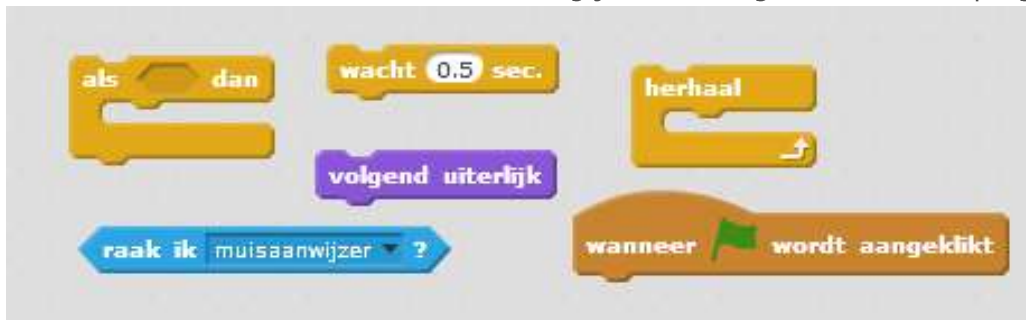 als dan
wacht 0.5 sec.
herhaal
volgend uiterlijk
raak ik muisaanwijzer ?
wanneer wordt aangeklikt